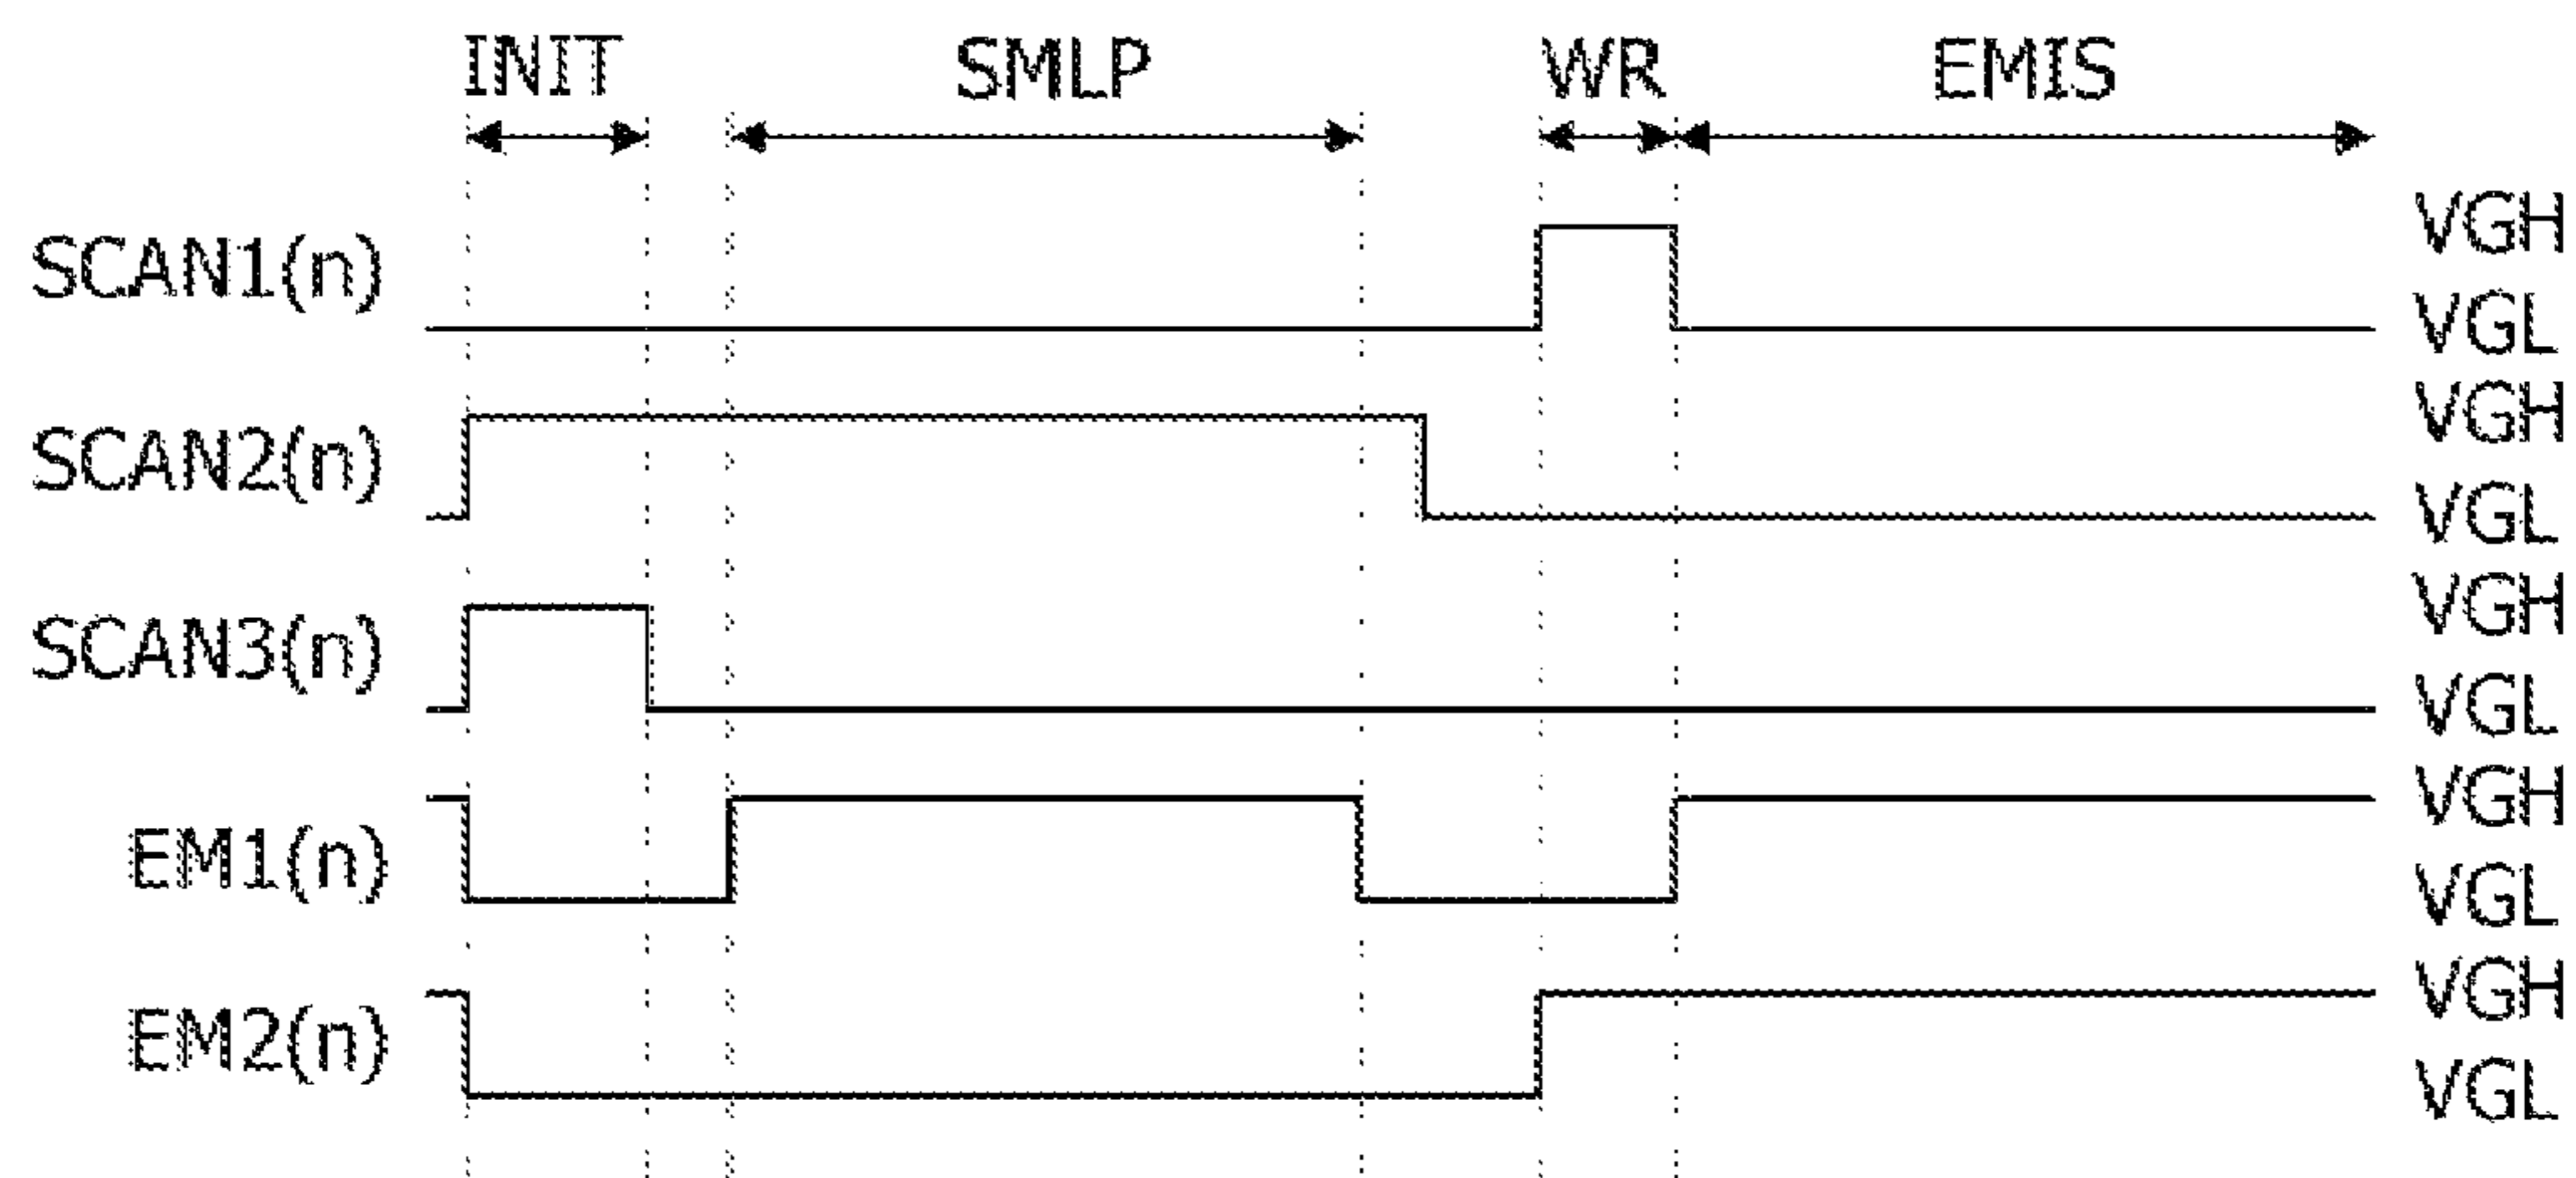 INIT SMLP WR EMIS
SCAN1(n) VGH
VGL
SCAN2(n) VGH
VGL
SCAN3(n) VGH
VGL
EM1(n) VGH
VGL
EM2(n) VGH
VGL